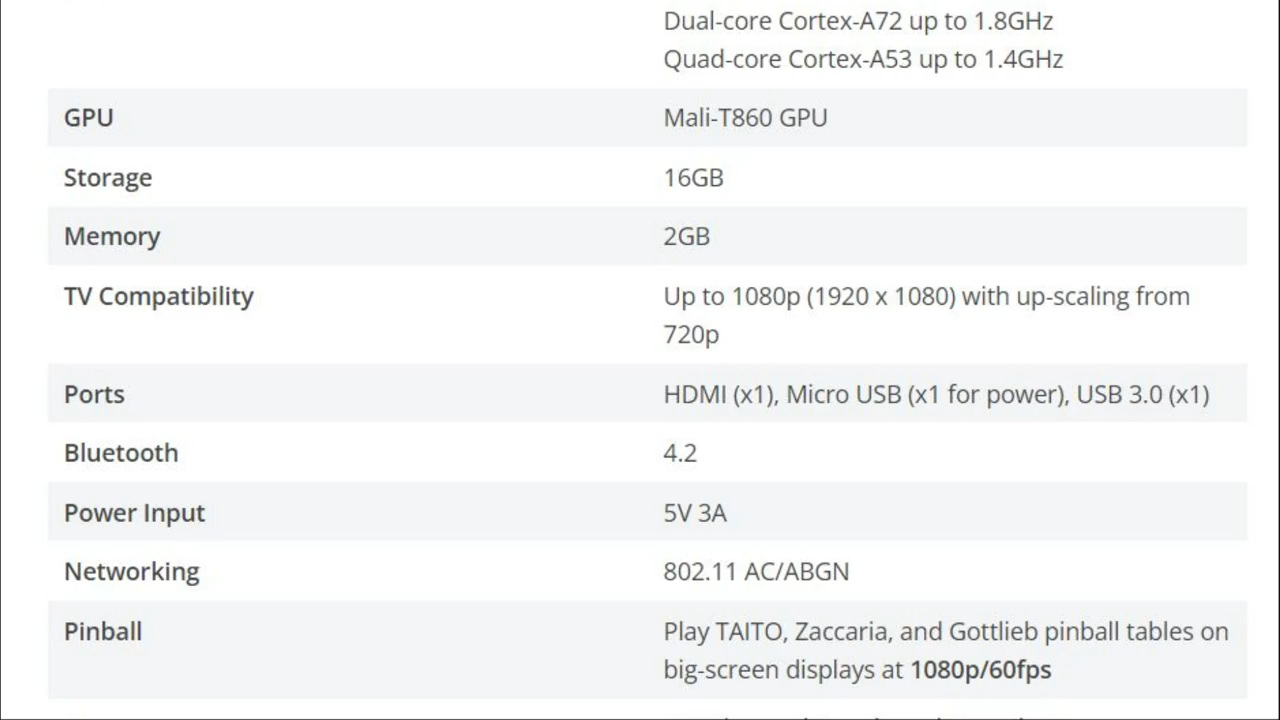 Dual-core Cortex-A72 up to 1.8GHz
Quad-core Cortex-A53 up to 1.4GHz
GPU Mali-T860 GPU
Storage 16GB
Memory 2GB
TV Compatibility Up to 1080p (1920 x 1080) with up-scaling from
720p
Ports HDMI (x1), Micro USB (x1 for power), USB 3.0 (x1)
Bluetooth 4.2
Power Input 5V 3A
Networking 802.11 AC/ABGN
Pinball Play TAITO, Zaccaria, and Gottlieb pinball tables on
big-screen displays at 1080p/60fps